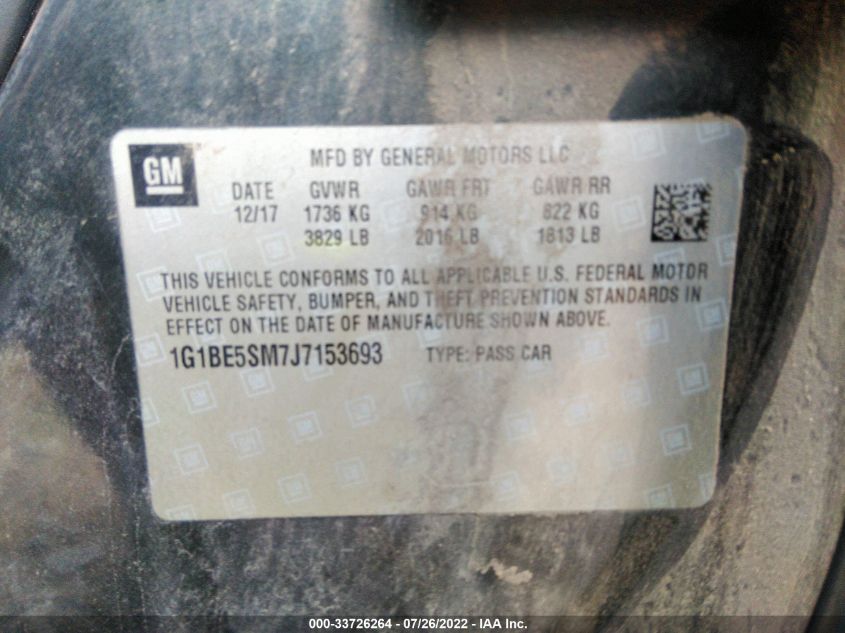 GM
MFD BY GENERAL MOTORS LLC
DATE GVWR GAWR FRT GAWR RR
12/17 1736 KG 914 KG 822 KG
3829 LB 2016 LB 1813 LB
THIS VEHICLE CONFORMS TO ALL APPLICABLE U.S. FEDERAL MOTOR
VEHICLE SAFETY, BUMPER, AND THEFT PREVENTION STANDARDS IN
EFFECT ON THE DATE OF MANUFACTURE SHOWN ABOVE.
1G1BE5SM7J7153693 TYPE: PASS CAR
000-33726264 - 07/26/2022 - IAA Inc.